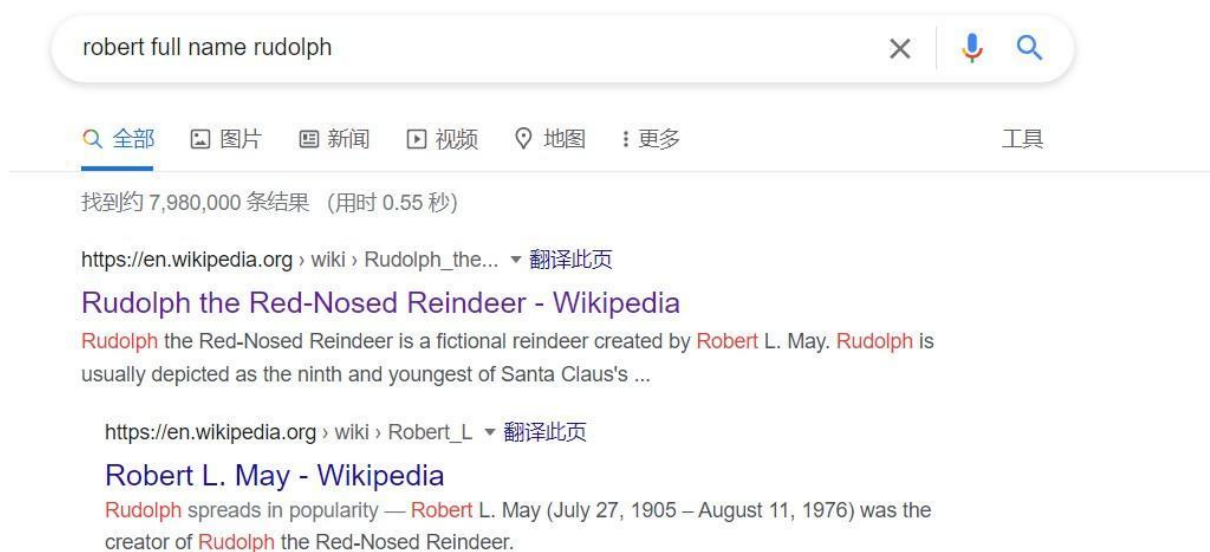 robert full name rudolph
全部 图片 新闻 视频 地图 更多 工具
找到约 7,980,000 条结果 （用时 0.55 秒）
https://en.wikipedia.org › wiki › Rudolph_the... 翻译此页
Rudolph the Red-Nosed Reindeer - Wikipedia
Rudolph the Red-Nosed Reindeer is a fictional reindeer created by Robert L. May. Rudolph is
usually depicted as the ninth and youngest of Santa Claus's ...
https://en.wikipedia.org › wiki › Robert_L 翻译此页
Robert L. May - Wikipedia
Rudolph spreads in popularity — Robert L. May (July 27, 1905 – August 11, 1976) was the
creator of Rudolph the Red-Nosed Reindeer.